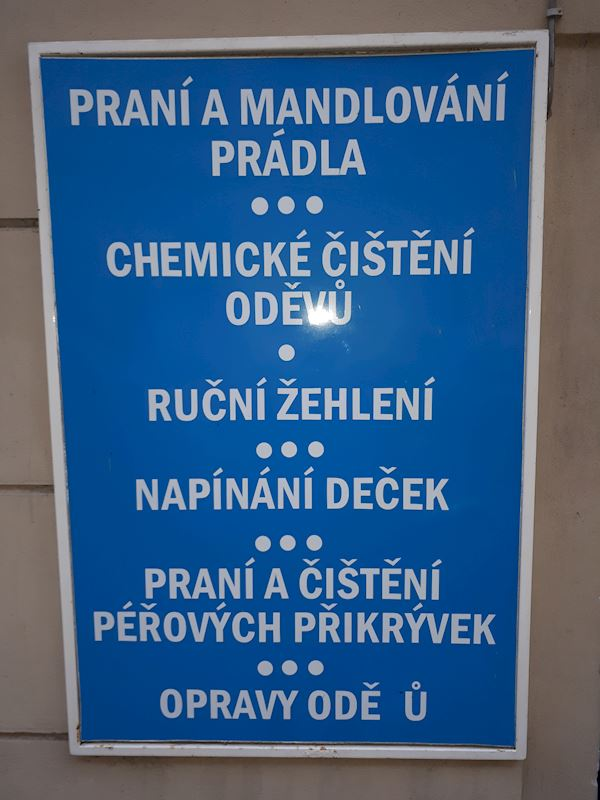 PRANÍ A MANDLOVÁNÍ
PRÁDLA
•••
CHEMICKÉ ČIŠTĚNÍ
ODĚVŮ
•
RUČNÍ ŽEHLENÍ
•••
NAPÍNÁNÍ DEČEK
•••
PRANÍ A ČIŠTĚNÍ
PÉŘOVÝCH PŘIKRÝVEK
•••
OPRAVY ODĚ Ů